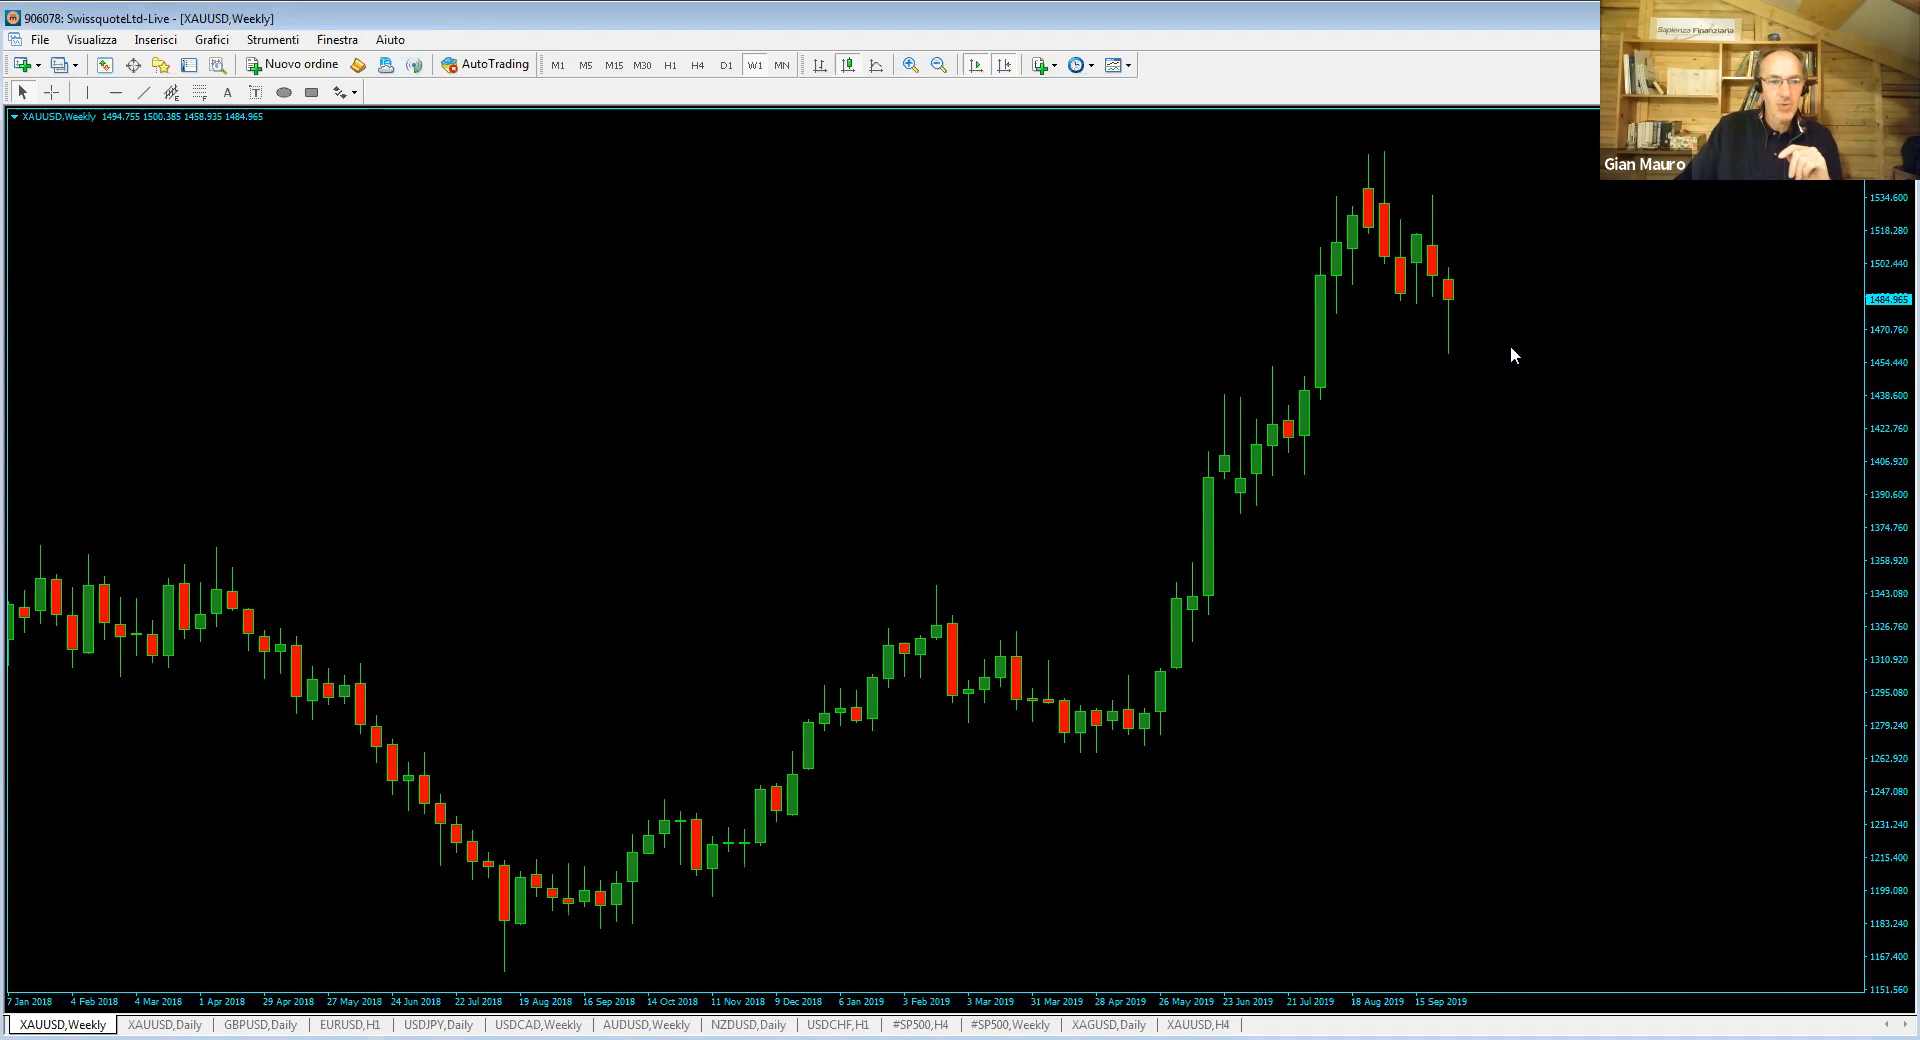 906078: SwissquoteLtd-Live - [XAUUSD,Weekly]
File Visualizza Inserisci Grafici Strumenti Finestra Aiuto
Nuovo ordine AutoTrading M1 M5 M15 M30 H1 H4 D1 W1 MN
A T
XAUUSD,Weekly 1494.755 1500.385 1458.935 1484.965
Sapienza Finanziaria
Gian Mauro
1534.600
1518.280
1502.440
1484.965
1470.760
1454.440
1438.600
1422.760
1406.920
1390.600
1374.760
1358.920
1343.080
1326.760
1310.920
1295.080
1279.240
1262.920
1247.080
1231.240
1215.400
1199.080
1183.240
1167.400
1151.560
7 Jan 2018 4 Feb 2018 4 Mar 2018 1 Apr 2018 29 Apr 2018 27 May 2018 24 Jun 2018 22 Jul 2018 19 Aug 2018 16 Sep 2018 14 Oct 2018 11 Nov 2018 9 Dec 2018 6 Jan 2019 3 Feb 2019 3 Mar 2019 31 Mar 2019 28 Apr 2019 26 May 2019 23 Jun 2019 21 Jul 2019 18 Aug 2019 15 Sep 2019
XAUUSD,Weekly XAUUSD,Daily GBPUSD,Daily EURUSD,H1 USDJPY,Daily USDCAD,Weekly AUDUSD,Weekly NZDUSD,Daily USDCHF,H1 #SP500,H4 #SP500,Weekly XAGUSD,Daily XAUUSD,H4